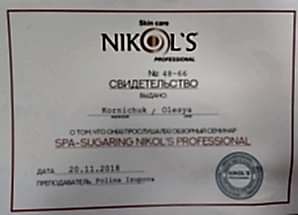 Skin care
NIKOL'S
PROFESSIONAL
№ 48-66
СВИДЕТЕЛЬСТВО
ВЫДАНО
Kornichuk , Olesya
О ТОМ ЧТО ОН/ОНА ПРОСЛУШАЛ(А) ОБЗОРНЫЙ СЕМИНАР
SPA-SUGARING NIKOL'S PROFESSIONAL
ДАТА 20.11.2018
ПРЕПОДАВАТЕЛЬ Polina